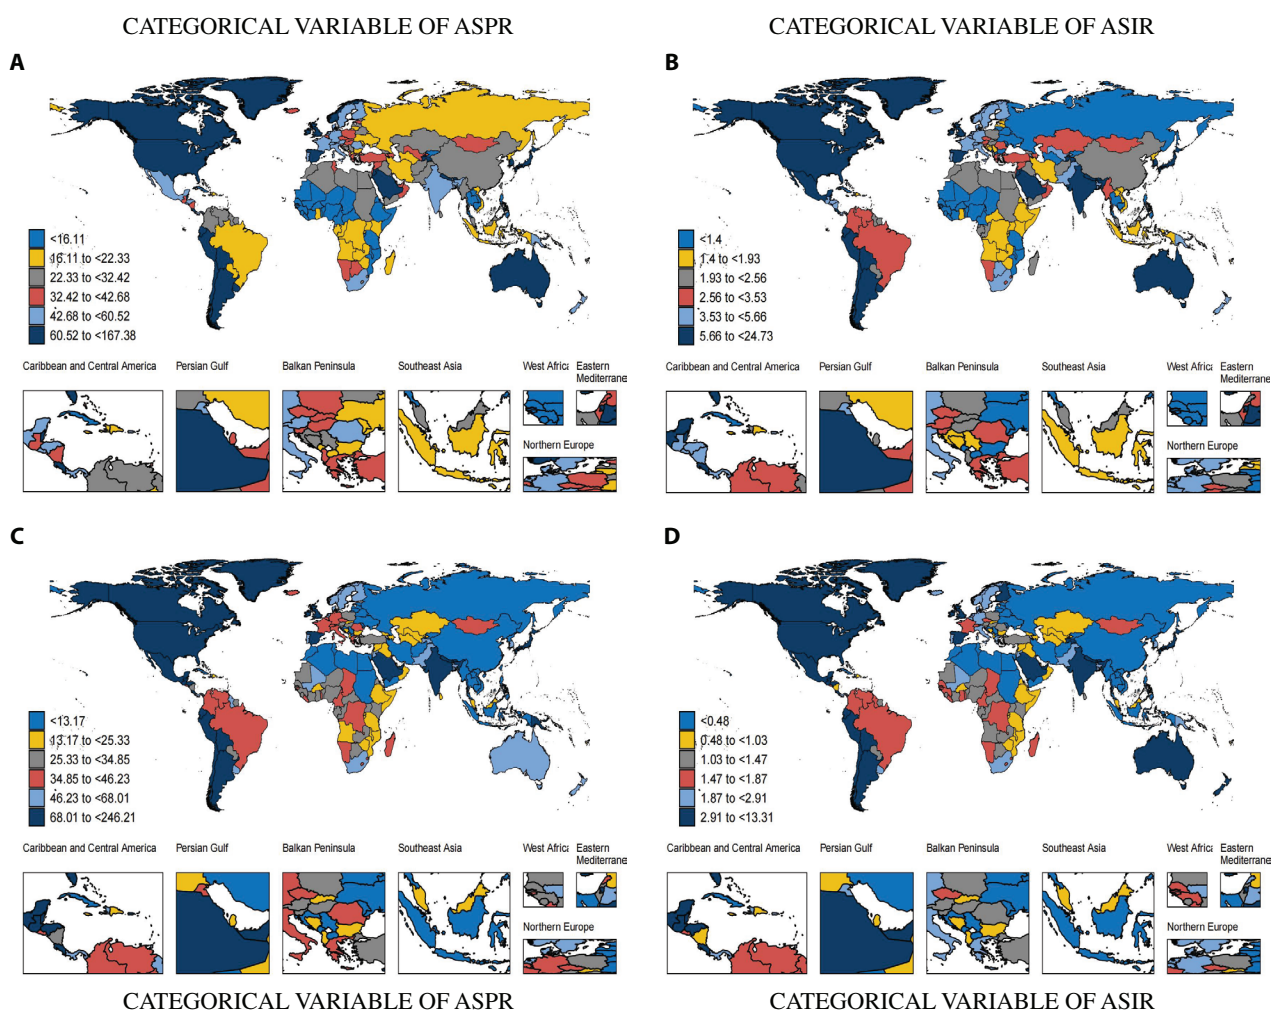 CATEGORICAL VARIABLE OF ASPR
CATEGORICAL VARIABLE OF ASIR
A
<16.11
16.11 to <22.33
22.33 to <32.42
32.42 to <42.68
42.68 to <60.52
60.52 to <167.38
Caribbean and Central America
Persian Gulf
Balkan Peninsula
Southeast Asia
West Africa
Eastern
Mediterrane
Northern Europe
B
<1.4
1.4 to <1.93
1.93 to <2.56
2.56 to <3.53
3.53 to <5.66
5.66 to <24.73
Caribbean and Central America
Persian Gulf
Balkan Peninsula
Southeast Asia
West Africa
Eastern
Mediterrane
Northern Europe
C
<13.17
13.17 to <25.33
25.33 to <34.85
34.85 to <46.23
46.23 to <68.01
68.01 to <246.21
Caribbean and Central America
Persian Gulf
Balkan Peninsula
Southeast Asia
West Africa
Eastern
Mediterrane
Northern Europe
D
<0.48
0.48 to <1.03
1.03 to <1.47
1.47 to <1.87
1.87 to <2.91
2.91 to <13.31
Caribbean and Central America
Persian Gulf
Balkan Peninsula
Southeast Asia
West Africa
Eastern
Mediterrane
Northern Europe
CATEGORICAL VARIABLE OF ASPR
CATEGORICAL VARIABLE OF ASIR